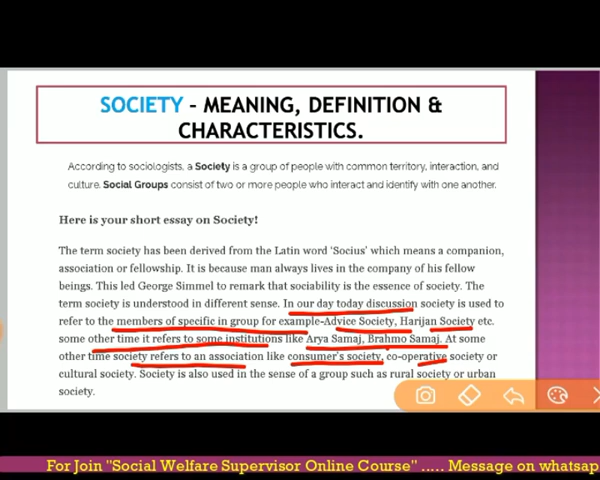 SOCIETY - MEANING, DEFINITION &
CHARACTERISTICS.
According to sociologists, a Society is a group of people with common territory, interaction, and
culture. Social Groups consist of two or more people who interact and identify with one another.
Here is your short essay on Society!
The term society has been derived from the Latin word 'Socius' which means a companion,
association or fellowship. It is because man always lives in the company of his fellow
beings. This led George Simmel to remark that sociability is the essence of society. The
term society is understood in different sense. In our day today discussion society is used to
refer to the members of specific in group for example-Advice Society, Harijan Society etc.
some other time it refers to some institutions like Arya Samaj, Brahmo Samaj. At some
other time society refers to an association like consumer's society, co-operative society or
cultural society. Society is also used in the sense of a group such as rural society or urban
society.
For Join "Social Welfare Supervisor Online Course" ..... Message on whatsap